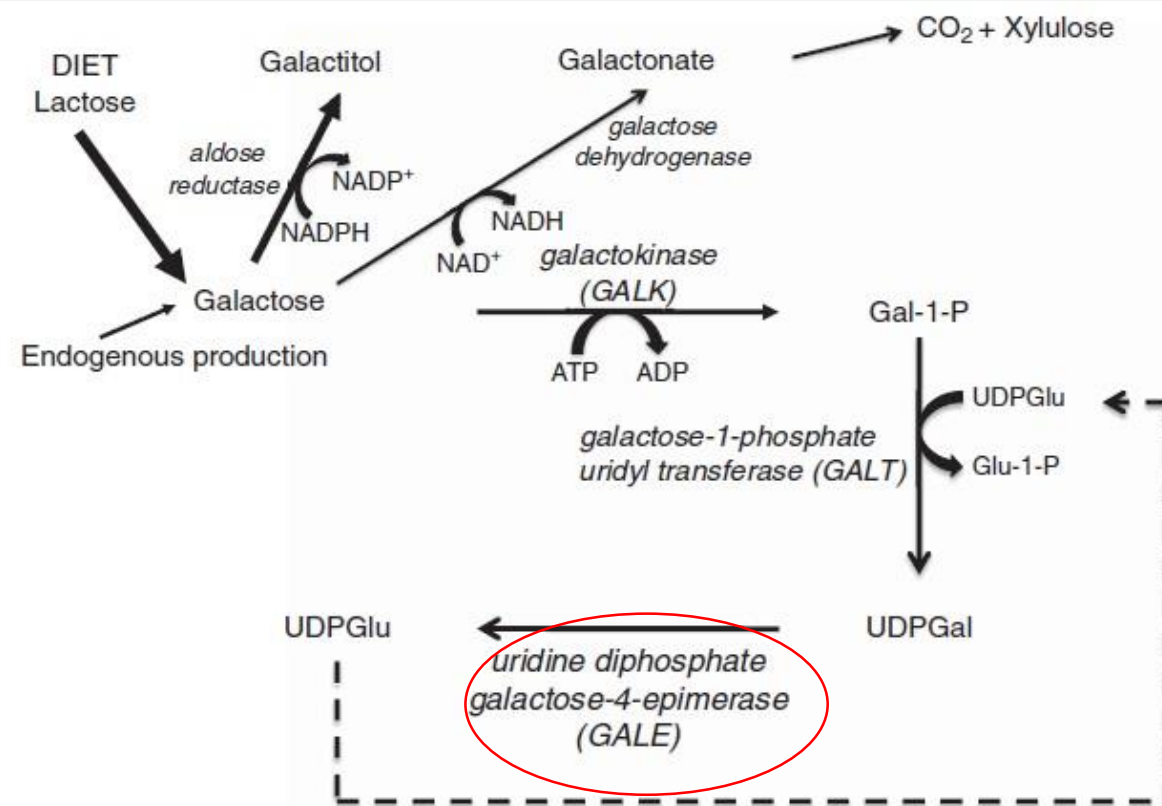 DIET
Lactose
Galactitol
Galactonate
CO₂ + Xylulose
aldose
reductase
NADP⁺
NADPH
galactose
dehydrogenase
NADH
NAD⁺
Galactose
Endogenous production
galactokinase
(GALK)
ATP
ADP
Gal-1-P
UDPGlu
galactose-1-phosphate
uridyl transferase (GALT)
Glu-1-P
UDPGlu
UDPGal
uridine diphosphate
galactose-4-epimerase
(GALE)